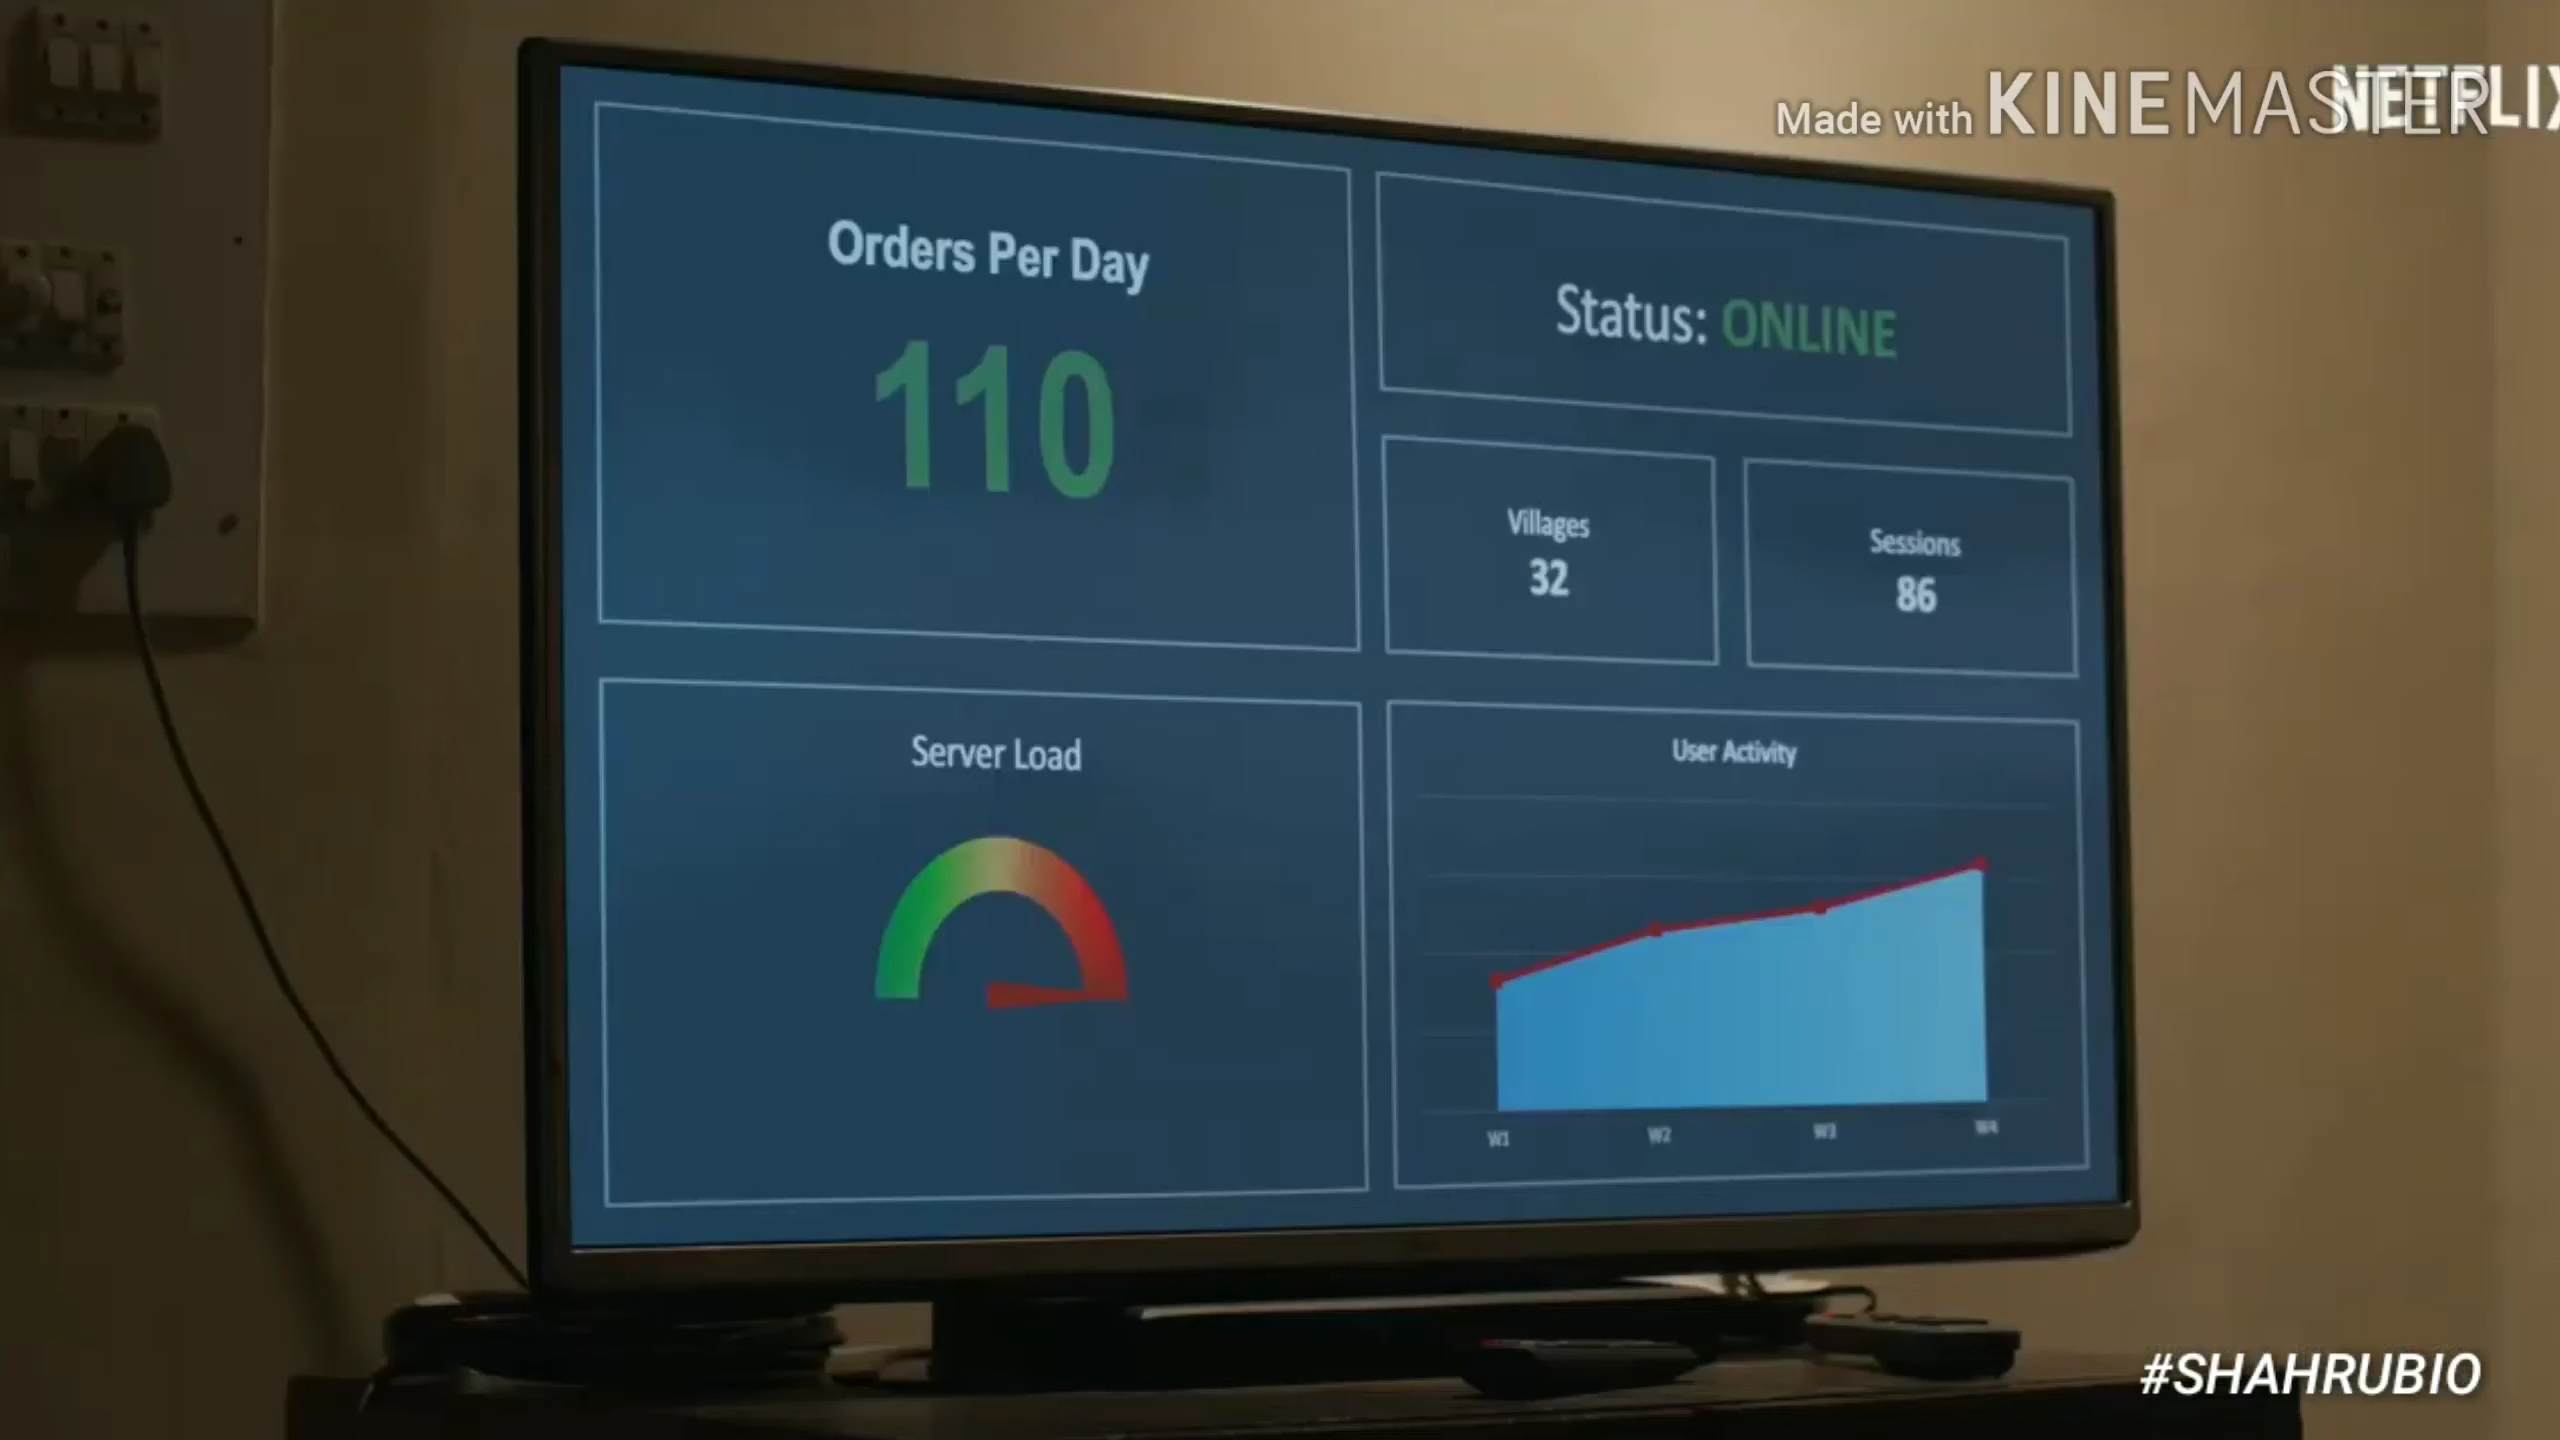 Made with KINEMASTER
NETFLIX
Orders Per Day
110
Status: ONLINE
Villages
32
Sessions
86
Server Load
User Activity
W1 W2 W3 W4
#SHAHRUBIO